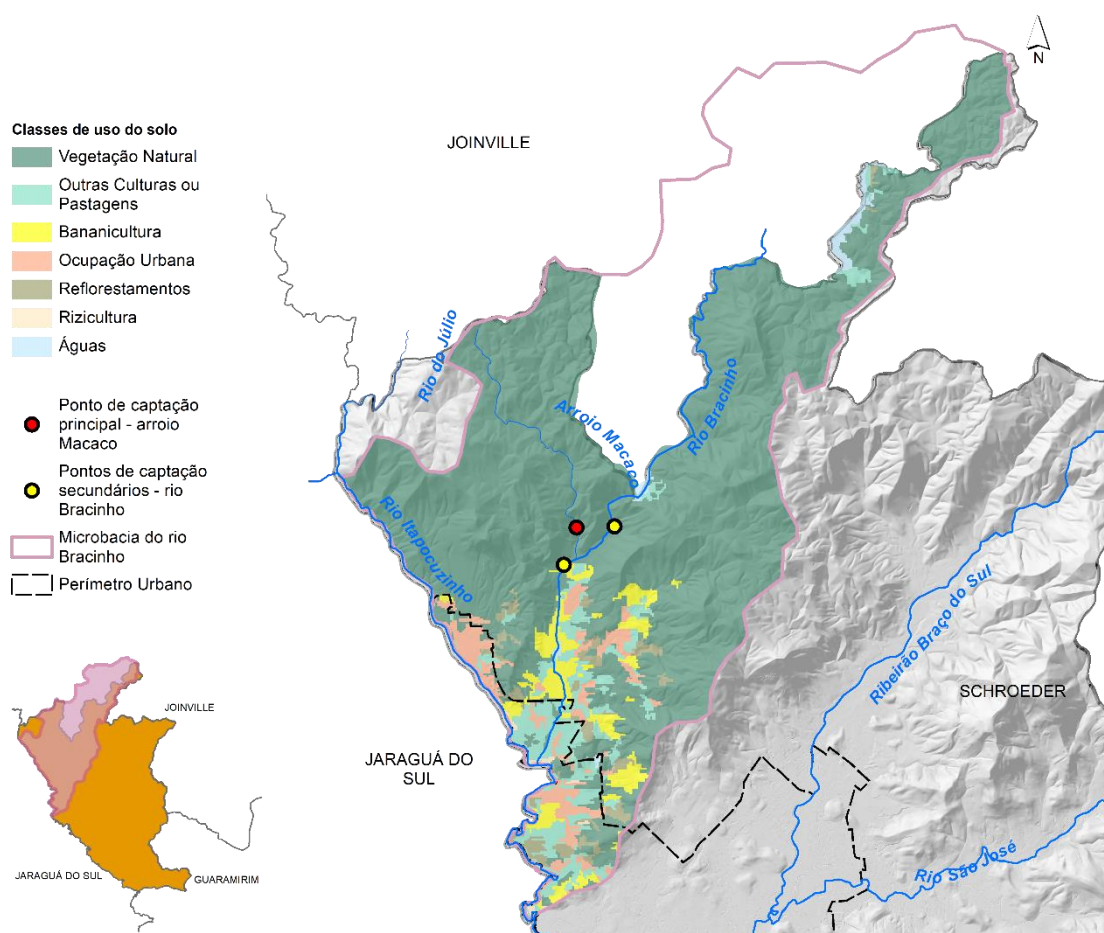 N
JOINVILLE
Classes de uso do solo
Vegetação Natural
Outras Culturas ou
Pastagens
Bananicultura
Ocupação Urbana
Reflorestamentos
Rizicultura
Águas
Ponto de captação
principal - arroio
Macaco
Pontos de captação
secundários - rio
Bracinho
Microbacia do rio
Bracinho
Perímetro Urbano
Rio do Júlio
Arroio Macaco
Rio Bracinho
Rio Itapocuzinho
Ribeirão Braço do Sul
SCHROEDER
JARAGUÁ DO
SUL
Rio São José
JOINVILLE
JARAGUÁ DO SUL
GUARAMIRIM